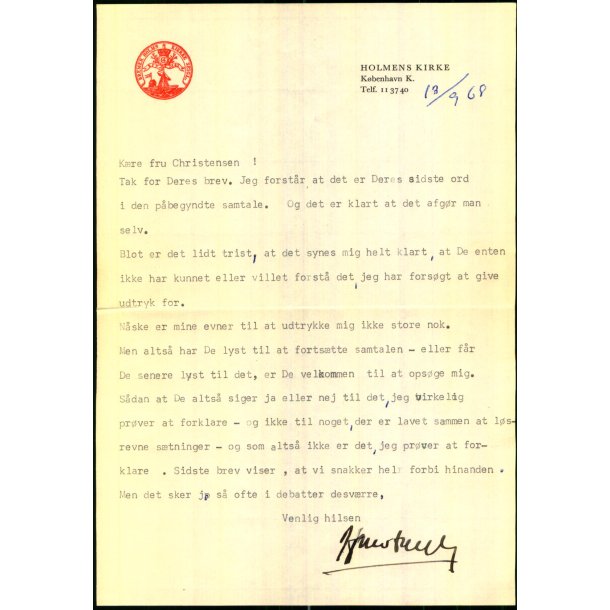 HOLMENS KIRKE
København K.
Telf. 11 37 40
18/9 68
Kære fru Christensen !
Tak for Deres brev. Jeg forstår at det er Deres sidste ord
i den påbegyndte samtale. Og det er klart at det afgør man
selv.
Blot er det lidt trist, at det synes mig helt klart, at De enten
ikke har kunnet eller villet forstå det, jeg har forsøgt at give
udtryk for.
Nåske er mine evner til at udtrykke mig ikke store nok.
Men altså har De lyst til at fortsætte samtalen - eller får
De senere lyst til det, er De velkommen til at opsøge mig.
Sådan at De altså siger ja eller nej til det, jeg virkelig
prøver at forklare - og ikke til noget, der er lavet sammen at løs-
revne sætninger - og som altså ikke er det, jeg prøver at for-
klare . Sidste brev viser , at vi snakker helr forbi hinanden .
Men det sker jo så ofte i debatter desværre,
Venlig hilsen